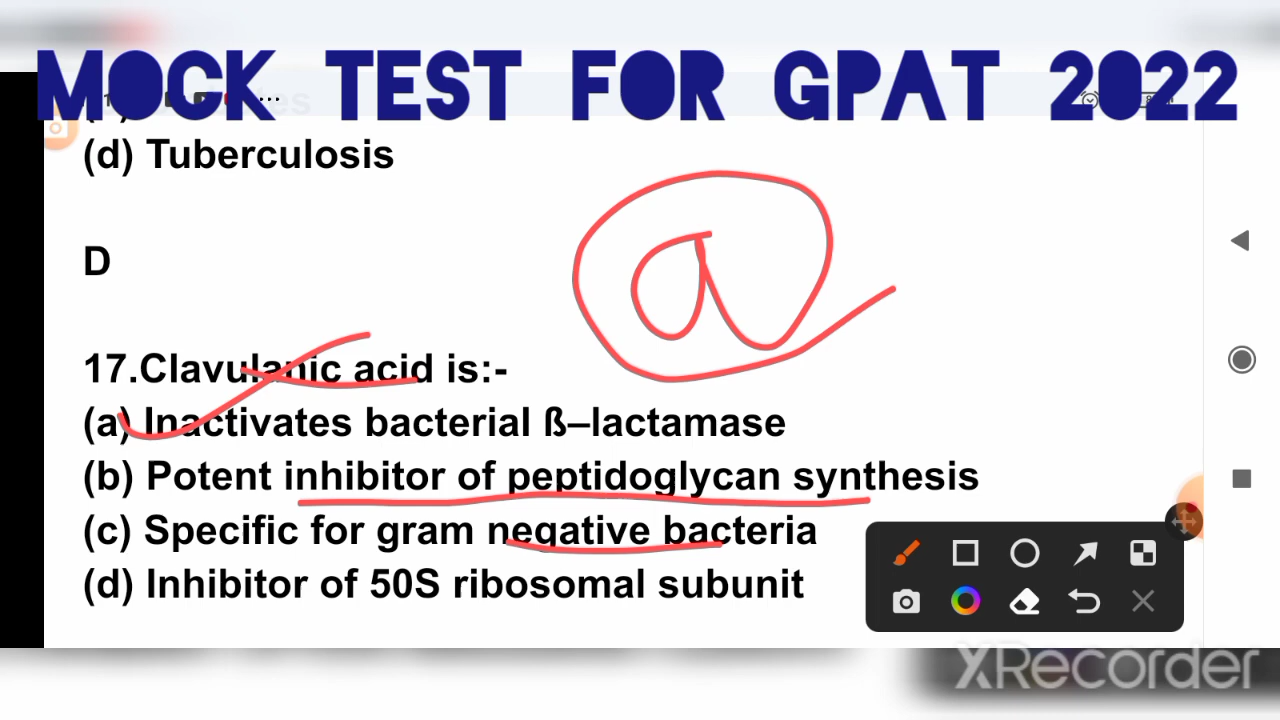 MOCK TEST FOR GPAT 2022
(d) Tuberculosis
D
a
17.Clavulanic acid is:-
(a) Inactivates bacterial ß–lactamase
(b) Potent inhibitor of peptidoglycan synthesis
(c) Specific for gram negative bacteria
(d) Inhibitor of 50S ribosomal subunit
XRecorder